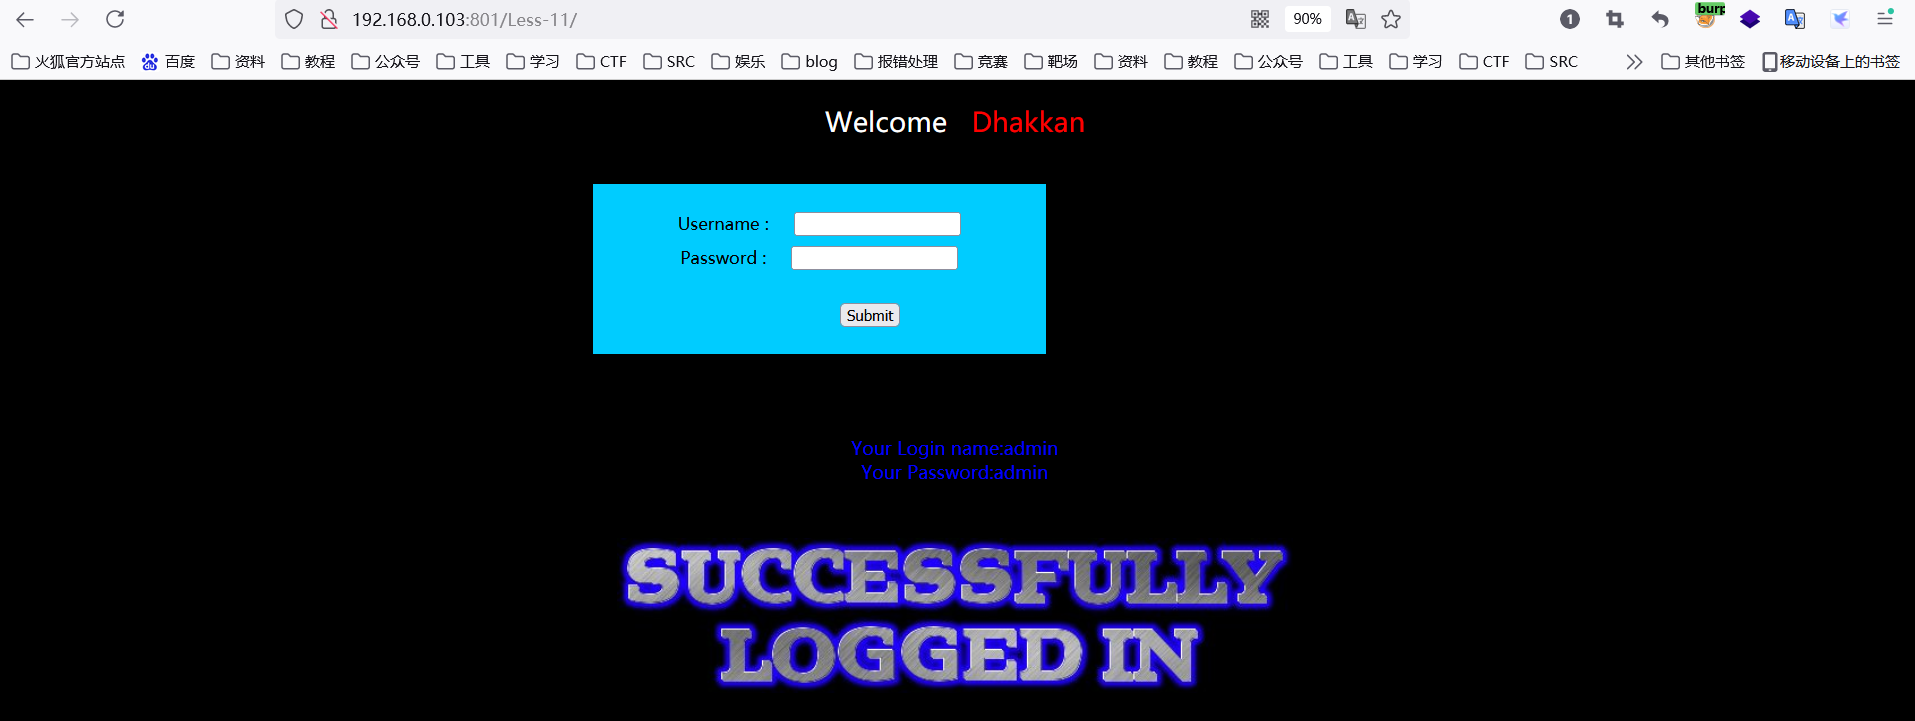 192.168.0.103:801/Less-11/ 90% 1 burp
火狐官方站点 百度 资料 教程 公众号 工具 学习 CTF SRC 娱乐 blog 报错处理 竞赛 靶场 资料 教程 公众号 工具 学习 CTF SRC 其他书签 移动设备上的书签
Welcome Dhakkan
Username :
Password :
Submit
Your Login name:admin
Your Password:admin
SUCCESSFULLY
LOGGED IN